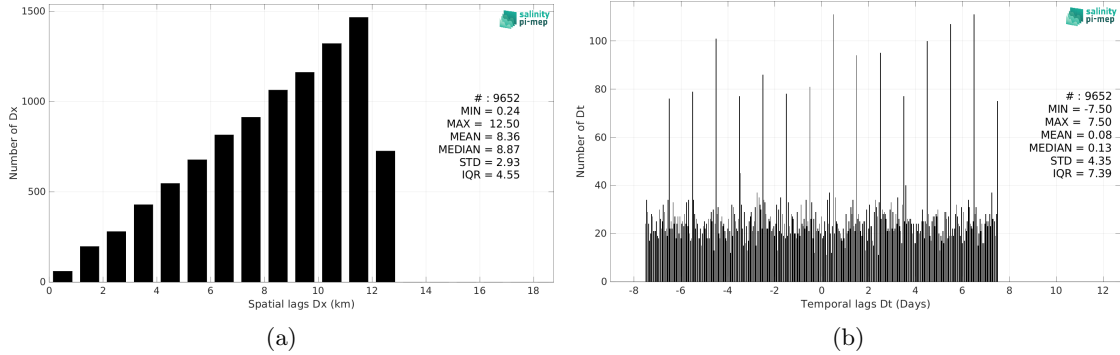 1500
1000
500
0
Number of Dx
0 2 4 6 8 10 12 14 16 18
Spatial lags Dx (km)
salinity
pi-mep
# : 9652
MIN = 0.24
MAX = 12.50
MEAN = 8.36
MEDIAN = 8.87
STD = 2.93
IQR = 4.55
(a)
100
80
60
40
20
0
Number of Dt
-8 -6 -4 -2 0 2 4 6 8 10 12
Temporal lags Dt (Days)
salinity
pi-mep
# : 9652
MIN = -7.50
MAX = 7.50
MEAN = 0.08
MEDIAN = 0.13
STD = 4.35
IQR = 7.39
(b)